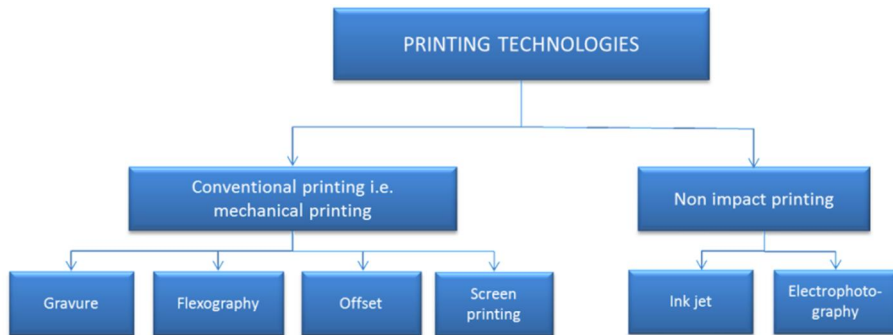 PRINTING TECHNOLOGIES
Conventional printing i.e.
mechanical printing
Non impact printing
Gravure
Flexography
Offset
Screen
printing
Ink jet
Electrophoto-
graphy